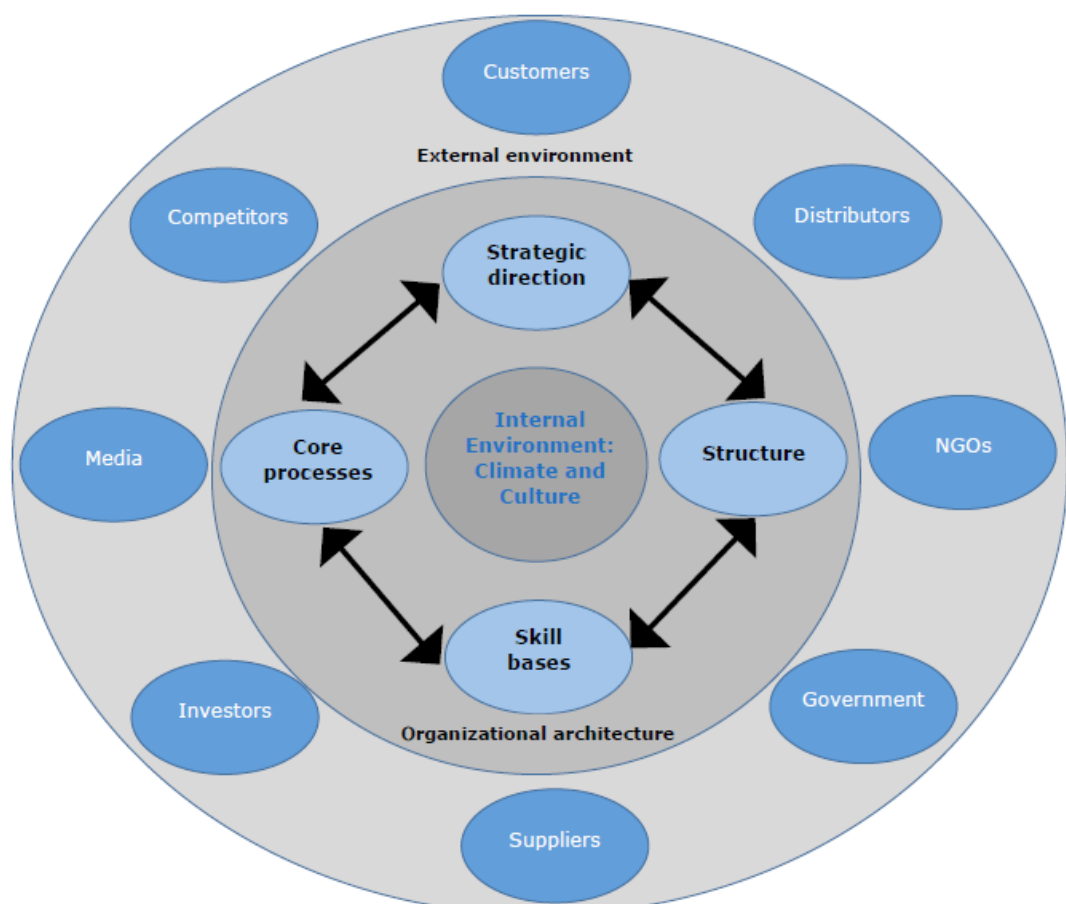 Customers
External environment
Competitors
Distributors
Strategic
direction
Media
Core
processes
Internal
Environment:
Climate and
Culture
Structure
NGOs
Skill
bases
Investors
Government
Organizational architecture
Suppliers